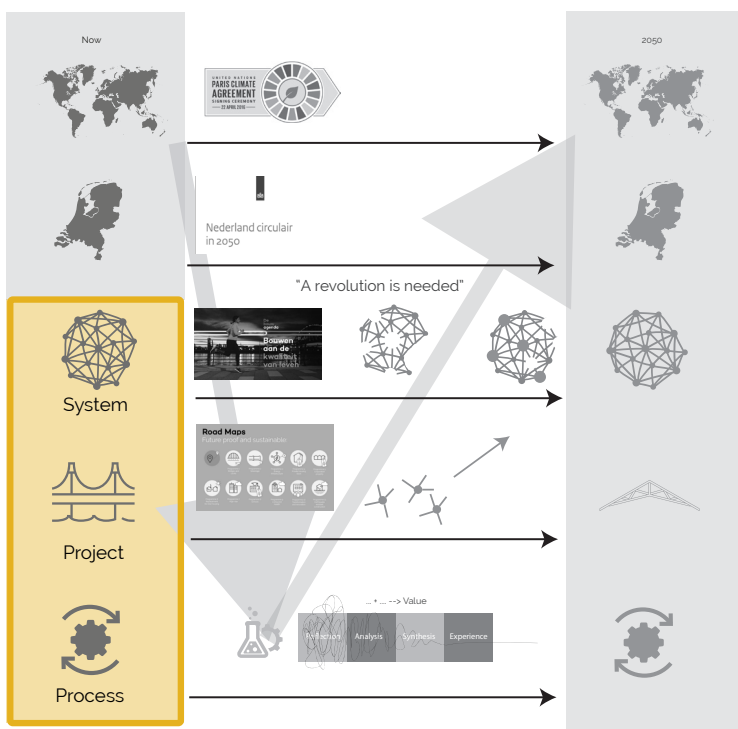 Now
2050
UNITED NATIONS
PARIS CLIMATE
AGREEMENT
SIGNING CEREMONY
22 APRIL 2016
Nederland circulair
in 2050
"A revolution is needed"
De
agenda
Bouwen
aan de
kwaliteit
van leven
System
Road Maps
Future proof and sustainable
Project
... + ... --> Value
Reflection Analysis Synthesis Experience
Process